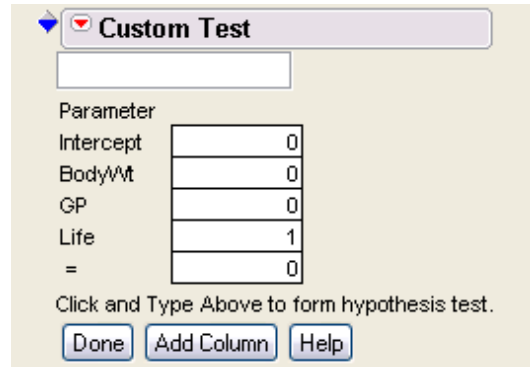 Custom Test
Parameter
Intercept 0
BodyWt 0
GP 0
Life 1
= 0
Click and Type Above to form hypothesis test.
Done Add Column Help